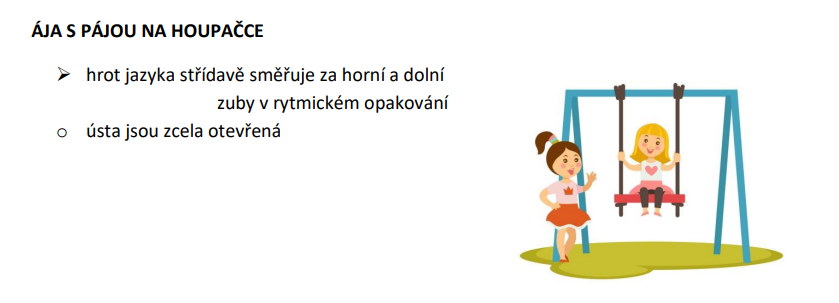 ÁJA S PÁJOU NA HOUPAČCE
➢ hrot jazyka střídavě směřuje za horní a dolní
zuby v rytmickém opakování
o ústa jsou zcela otevřená